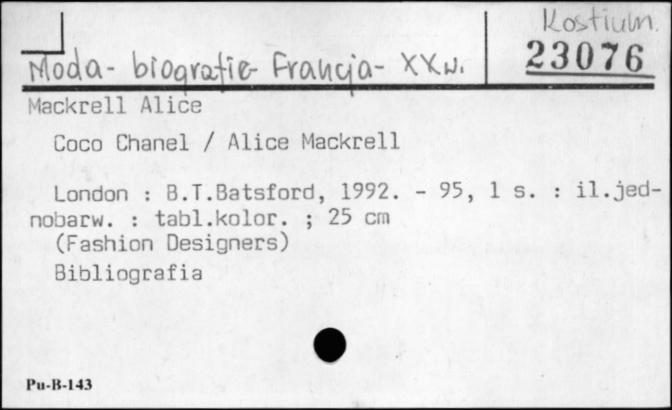 Kostium.
23076
Moda- biografie Francja- XX w.
Mackrell Alice
Coco Chanel / Alice Mackrell
London : B.T.Batsford, 1992. - 95, 1 s. : il.jed-
nobarw. : tabl.kolor. ; 25 cm
(Fashion Designers)
Bibliografia
Pu-B-143